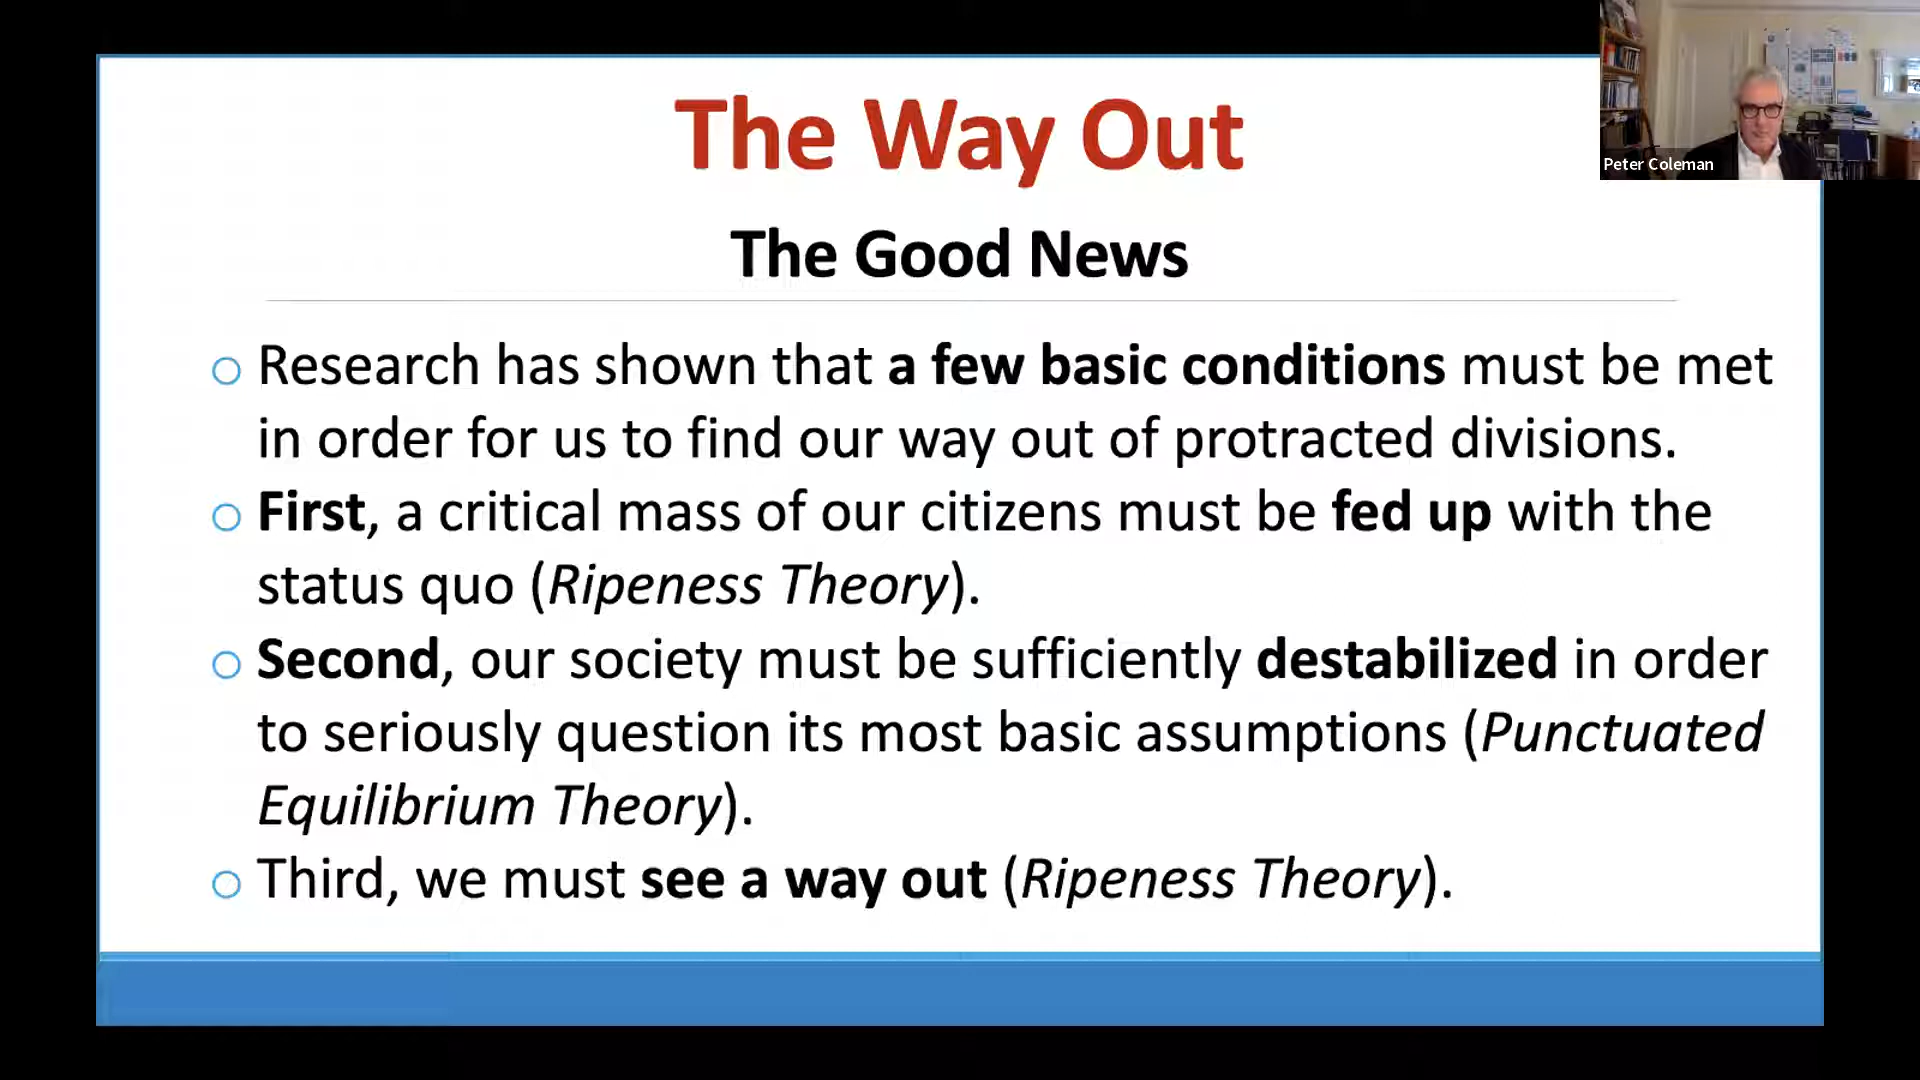 The Way Out
Peter Coleman
The Good News
Research has shown that a few basic conditions must be met
in order for us to find our way out of protracted divisions.
First, a critical mass of our citizens must be fed up with the
status quo (Ripeness Theory).
Second, our society must be sufficiently destabilized in order
to seriously question its most basic assumptions (Punctuated
Equilibrium Theory).
Third, we must see a way out (Ripeness Theory).